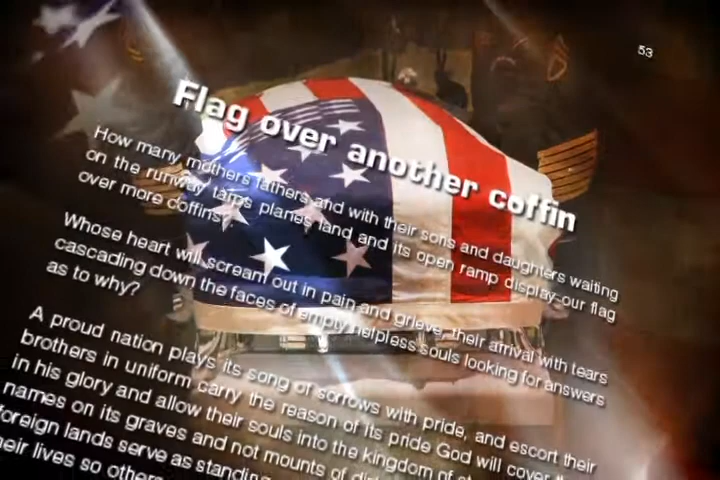 53
Flag over another coffin
How many mothers fathers and with their sons and daughters waiting
on the runway tarps planes land and its open ramp display our flag
over more coffins?
Whose heart will scream out in pain and grieve their arrival with tears
cascading down the faces of empty helpless souls looking for answers
as to why?
A proud nation plays its song of sorrows with pride, and escort their
brothers in uniform carry the reason of its pride God will cover
in his glory and allow their souls into the kingdom of
names on its graves and not mounts of
foreign lands serve as standing
their lives so others